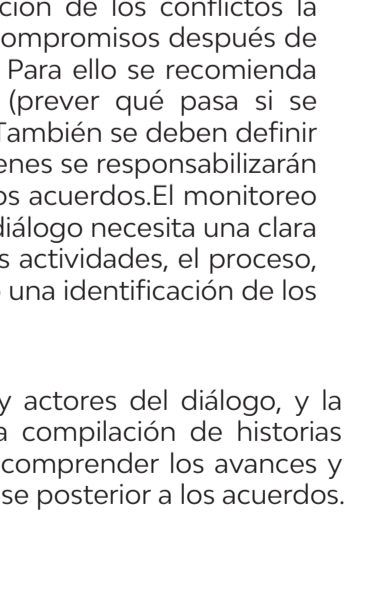 ción de los conflictos la
ompromisos después de
Para ello se recomienda
(prever qué pasa si se
También se deben definir
enes se responsabilizarán
os acuerdos.El monitoreo
diálogo necesita una clara
s actividades, el proceso,
una identificación de los
y actores del diálogo, y la
a compilación de historias
comprender los avances y
se posterior a los acuerdos.